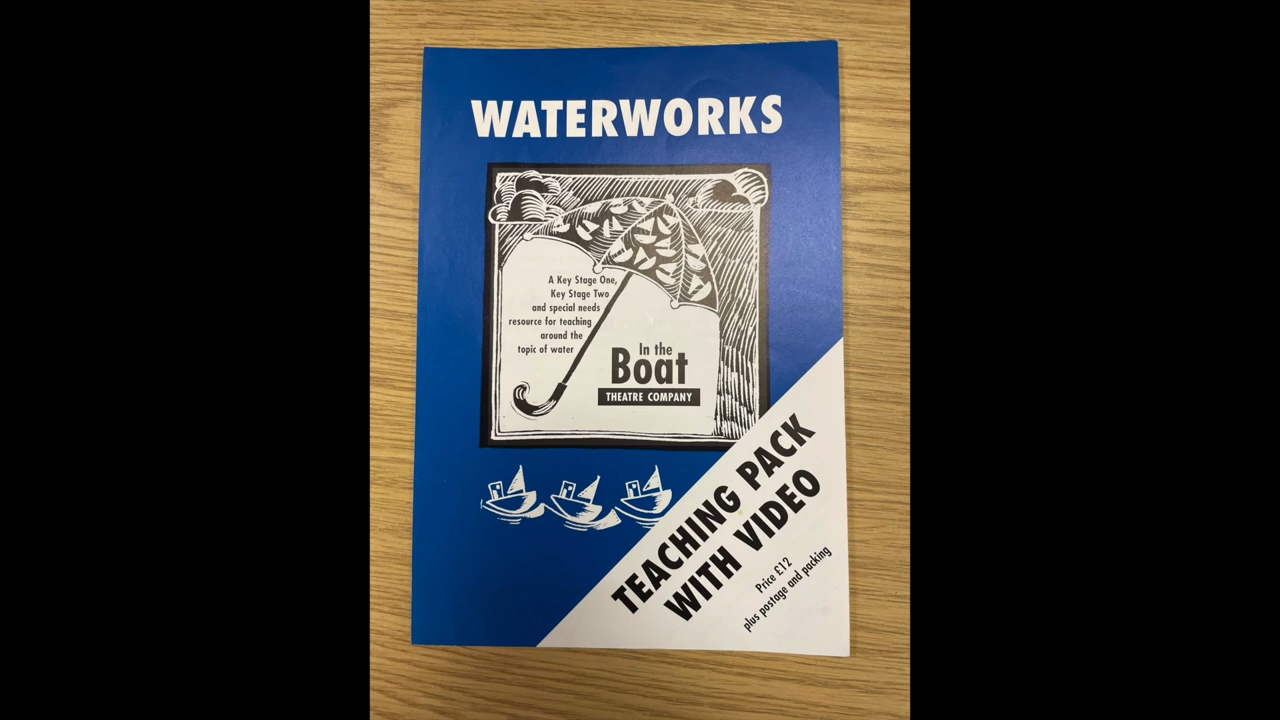 WATERWORKS
A Key Stage One,
Key Stage Two
and special needs
resource for teaching
around the
topic of water
In the
Boat
THEATRE COMPANY
TEACHING PACK
WITH VIDEO
Price £12
plus postage and packing